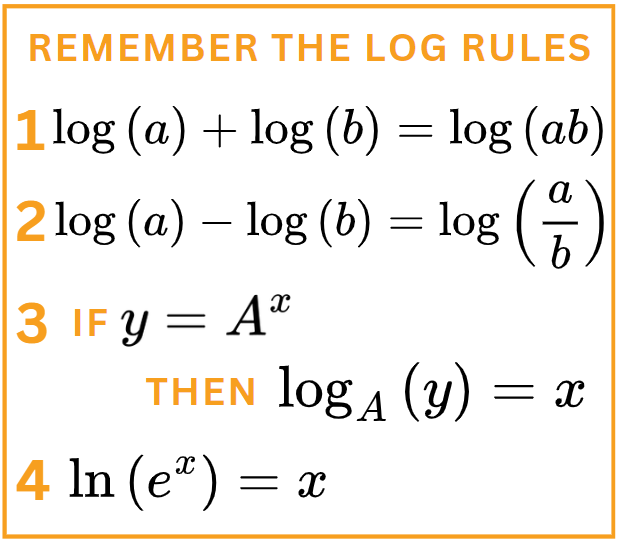 REMEMBER THE LOG RULES
1 log (a) + log (b) = log (ab)
2 log (a) − log (b) = log (a/b)
3 IF y = A^x
THEN log_A (y) = x
4 ln (e^x) = x